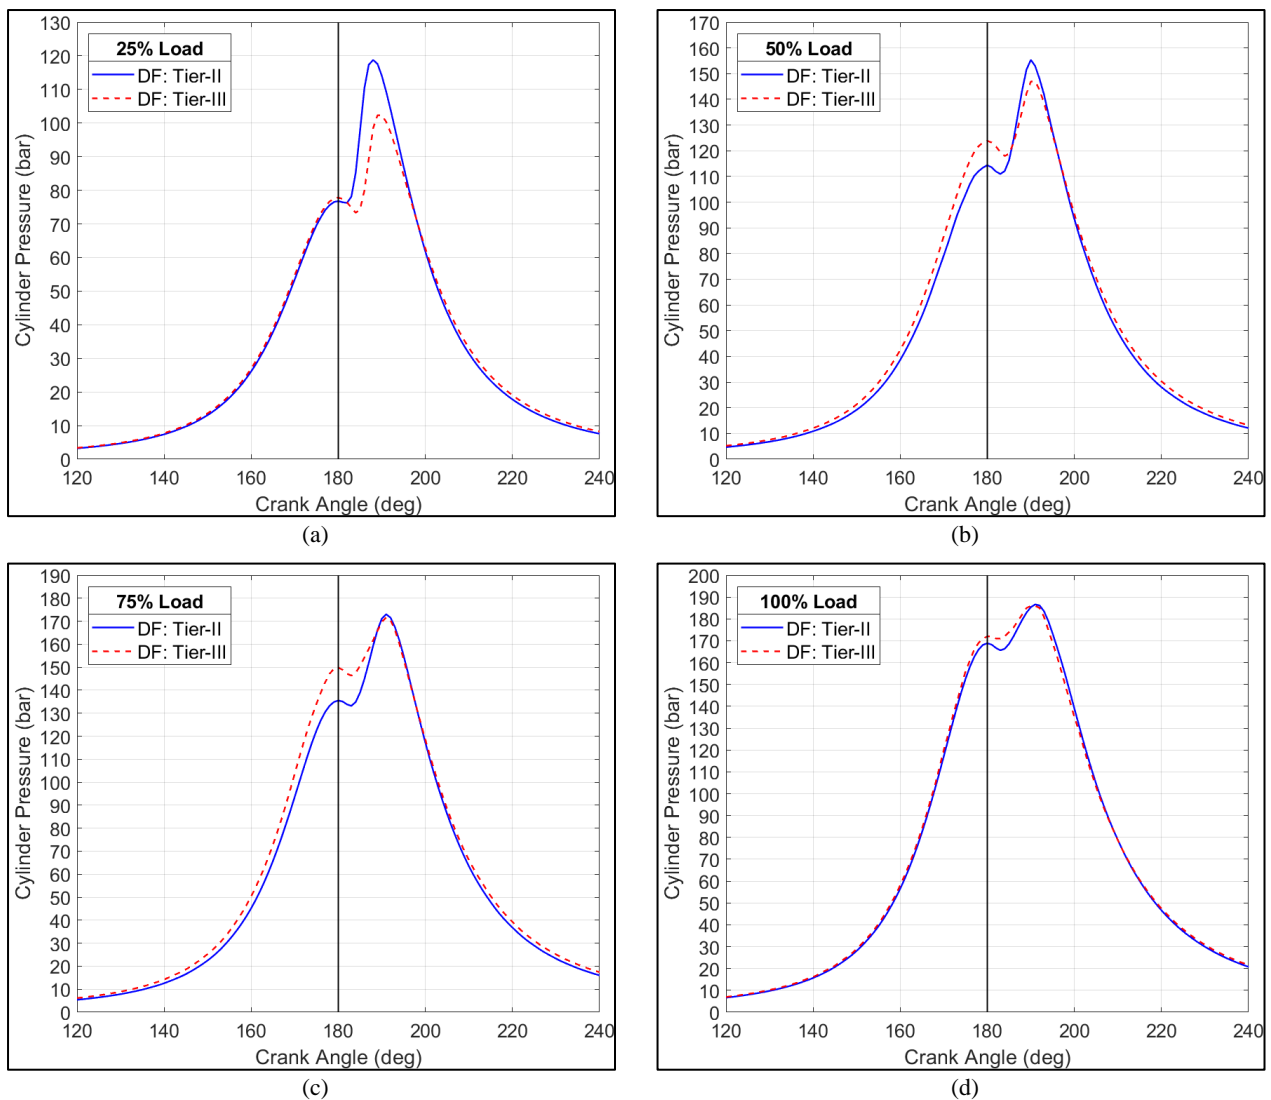 130
120
110
100
90
80
70
60
50
40
30
20
10
0
25% Load
DF: Tier-II
DF: Tier-III
Cylinder Pressure (bar)
120 140 160 180 200 220 240
Crank Angle (deg)
(a)
170
160
150
140
130
120
110
100
90
80
70
60
50
40
30
20
10
0
50% Load
DF: Tier-II
DF: Tier-III
Cylinder Pressure (bar)
120 140 160 180 200 220 240
Crank Angle (deg)
(b)
190
180
170
160
150
140
130
120
110
100
90
80
70
60
50
40
30
20
10
0
75% Load
DF: Tier-II
DF: Tier-III
Cylinder Pressure (bar)
120 140 160 180 200 220 240
Crank Angle (deg)
(c)
200
190
180
170
160
150
140
130
120
110
100
90
80
70
60
50
40
30
20
10
0
100% Load
DF: Tier-II
DF: Tier-III
Cylinder Pressure (bar)
120 140 160 180 200 220 240
Crank Angle (deg)
(d)